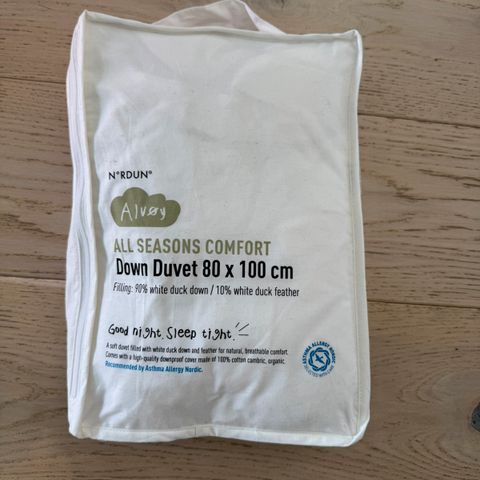 N°RDUN°
Alvøy
ALL SEASONS COMFORT
Down Duvet 80 x 100 cm
Filling: 90% white duck down / 10% white duck feather
Good night. Sleep tight.
A soft duvet filled with white duck down and feather for natural, breathable comfort.
Comes with a high-quality downproof cover made of 100% cotton cambric, organic.
Recommended by Asthma Allergy Nordic.
ASTHMA ALLERGY NORDIC